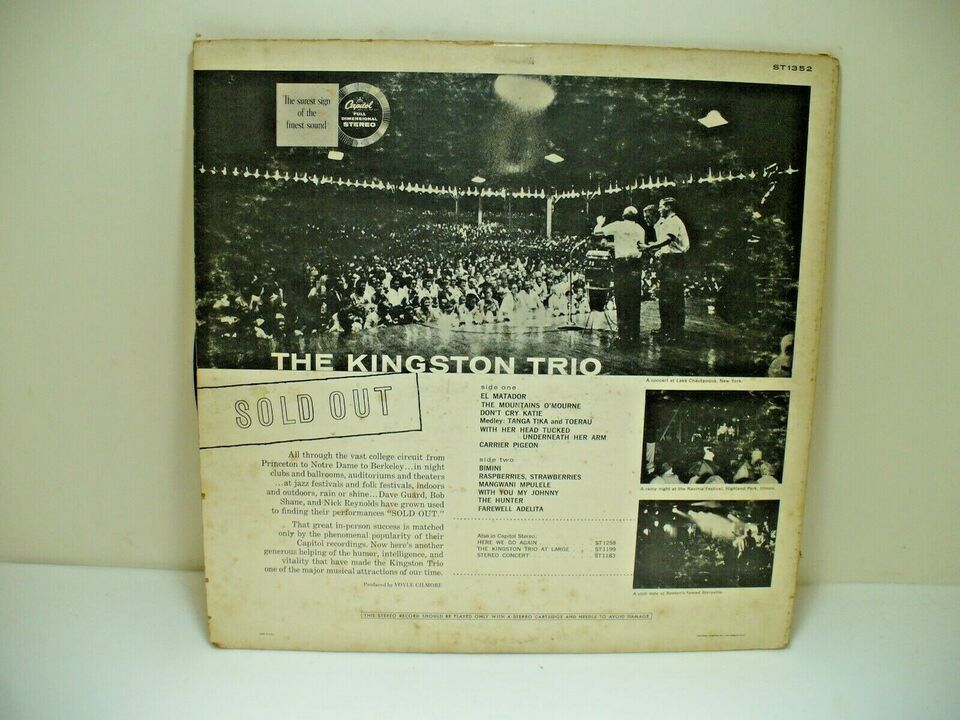 ST1352
The surest sign
of the
finest sound
Capitol
FULL
DIMENSIONAL
STEREO
THE KINGSTON TRIO
SOLD OUT
All through the vast college circuit from
Princeton to Notre Dame to Berkeley...in night
clubs and ballrooms, auditoriums and theaters
...at jazz festivals and folk festivals, indoors
and outdoors, rain or shine...Dave Guard, Bob
Shane, and Nick Reynolds have grown used
to finding their performances "SOLD OUT."
That great in-person success is matched
only by the phenomenal popularity of their
Capitol recordings. Now here's another
generous helping of the humor, intelligence, and
vitality that have made the Kingston Trio
one of the major musical attractions of our time.
Produced by VOYLE GILMORE
side one
EL MATADOR
THE MOUNTAINS O'MOURNE
DON'T CRY KATIE
Medley: TANGA TIKA and TOERAU
WITH HER HEAD TUCKED
UNDERNEATH HER ARM
CARRIER PIGEON
side two
BIMINI
RASPBERRIES, STRAWBERRIES
MANGWANI MPULELE
WITH YOU MY JOHNNY
THE HUNTER
FAREWELL ADELITA
Also in Capitol Stereo:
HERE WE GO AGAIN ST1258
THE KINGSTON TRIO AT LARGE ST1199
STEREO CONCERT ST1183
A concert at Lake Chautauqua, New York.
A rainy night at the Ravinia Festival, Highland Park, Illinois.
A club date at Boston's famed Storyville.
THIS STEREO RECORD SHOULD BE PLAYED ONLY WITH A STEREO CARTRIDGE AND NEEDLE TO AVOID DAMAGE